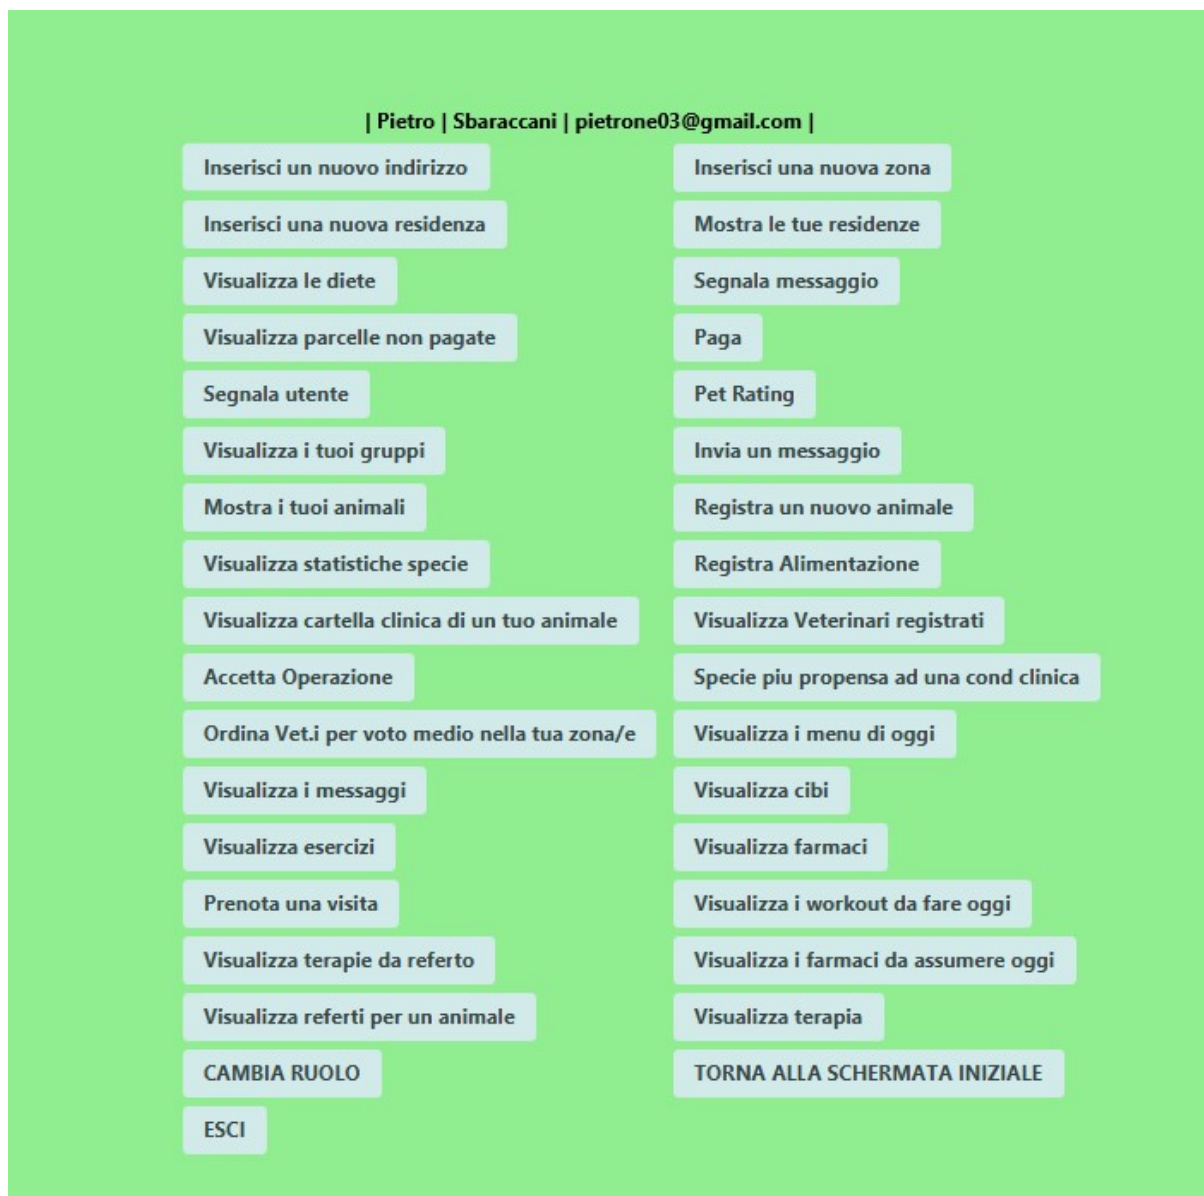 | Pietro | Sbaraccani | pietrone03@gmail.com |
Inserisci un nuovo indirizzo
Inserisci una nuova zona
Inserisci una nuova residenza
Mostra le tue residenze
Visualizza le diete
Segnala messaggio
Visualizza parcelle non pagate
Paga
Segnala utente
Pet Rating
Visualizza i tuoi gruppi
Invia un messaggio
Mostra i tuoi animali
Registra un nuovo animale
Visualizza statistiche specie
Registra Alimentazione
Visualizza cartella clinica di un tuo animale
Visualizza Veterinari registrati
Accetta Operazione
Specie piu propensa ad una cond clinica
Ordina Vet.i per voto medio nella tua zona/e
Visualizza i menu di oggi
Visualizza i messaggi
Visualizza cibi
Visualizza esercizi
Visualizza farmaci
Prenota una visita
Visualizza i workout da fare oggi
Visualizza terapie da referto
Visualizza i farmaci da assumere oggi
Visualizza referti per un animale
Visualizza terapia
CAMBIA RUOLO
TORNA ALLA SCHERMATA INIZIALE
ESCI